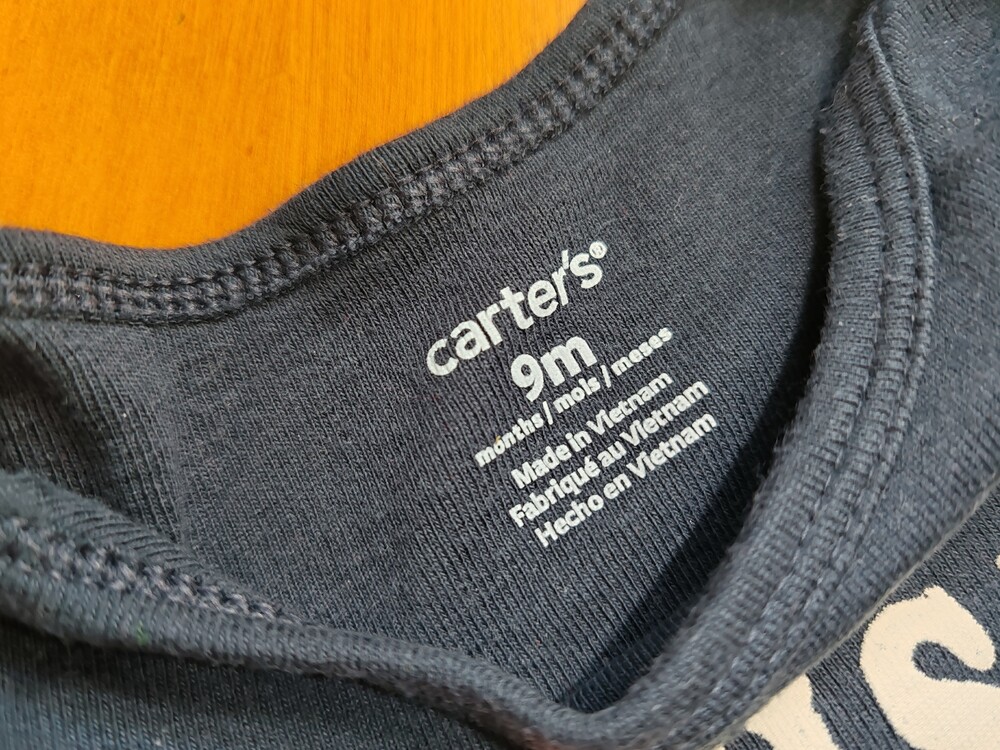 carter's®
9m
months / mois / meses
Made in Vietnam
Fabriqué au Vietnam
Hecho en Vietnam